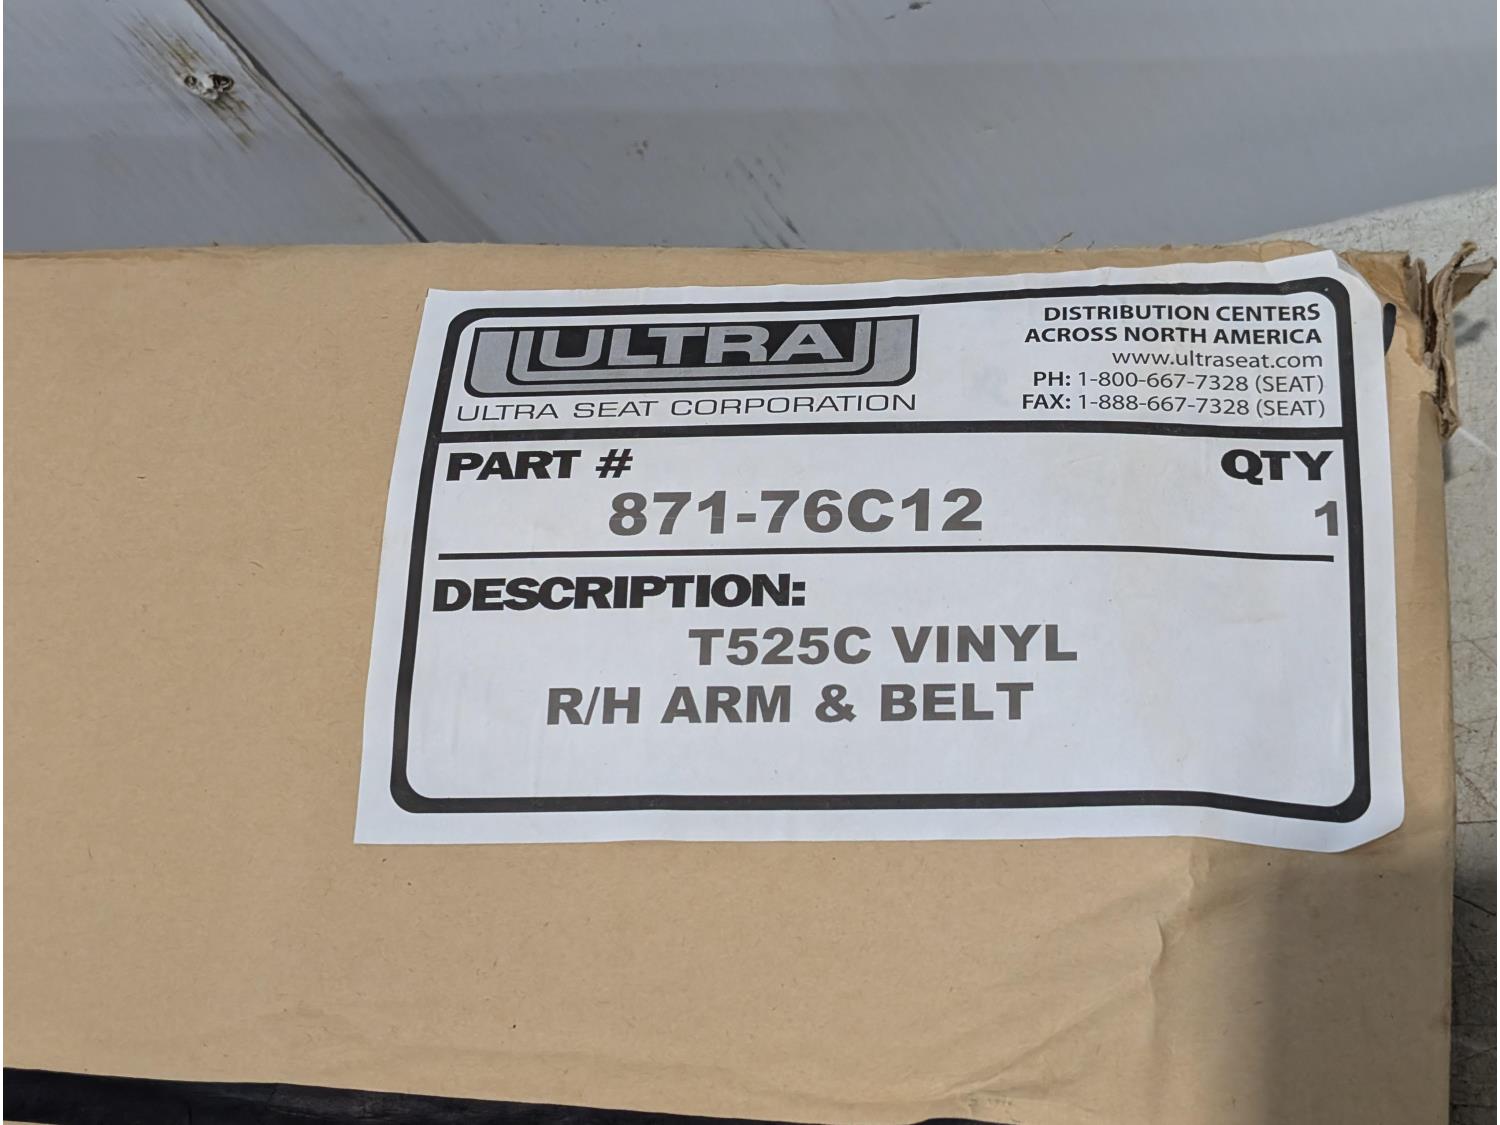 ULTRA
ULTRA SEAT CORPORATION
DISTRIBUTION CENTERS
ACROSS NORTH AMERICA
www.ultraseat.com
PH: 1-800-667-7328 (SEAT)
FAX: 1-888-667-7328 (SEAT)
PART # QTY
871-76C12 1
DESCRIPTION:
T525C VINYL
R/H ARM & BELT